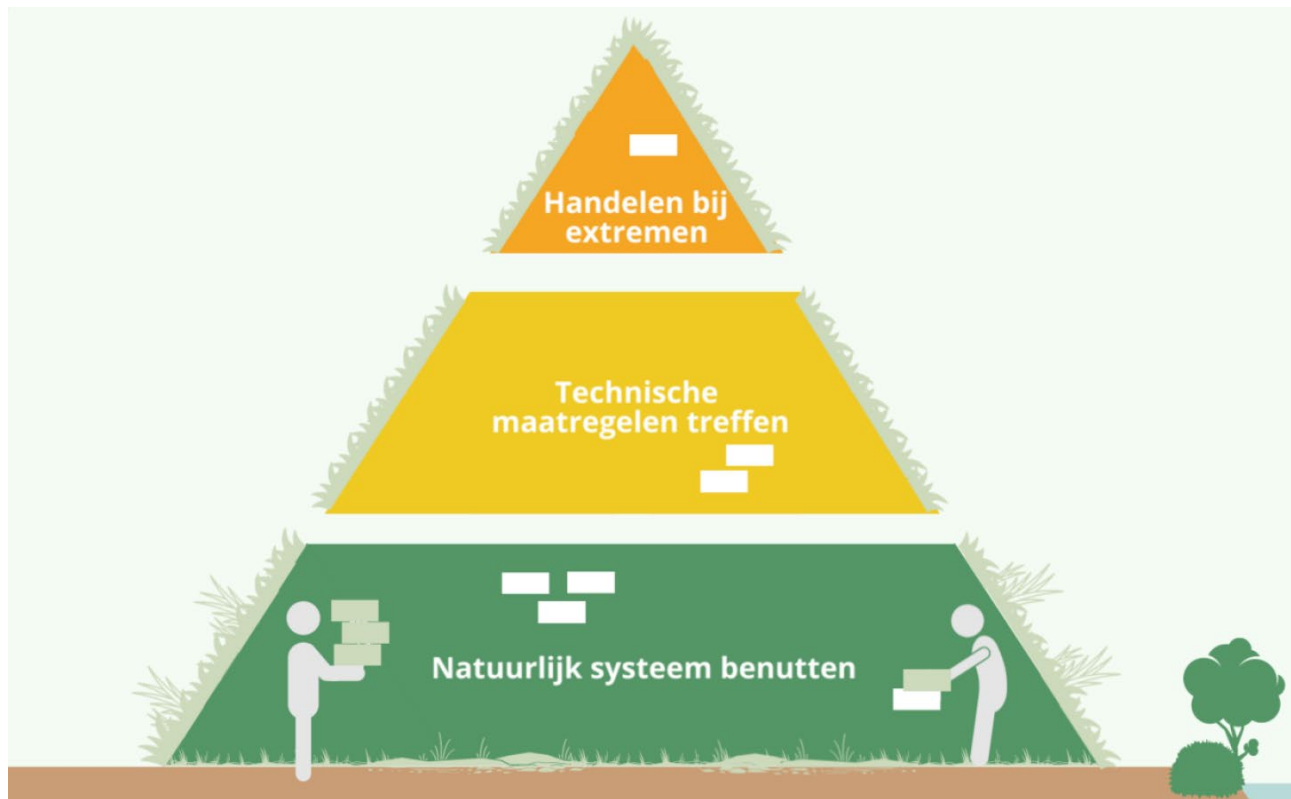 Handelen bij
extremen
Technische
maatregelen treffen
Natuurlijk systeem benutten